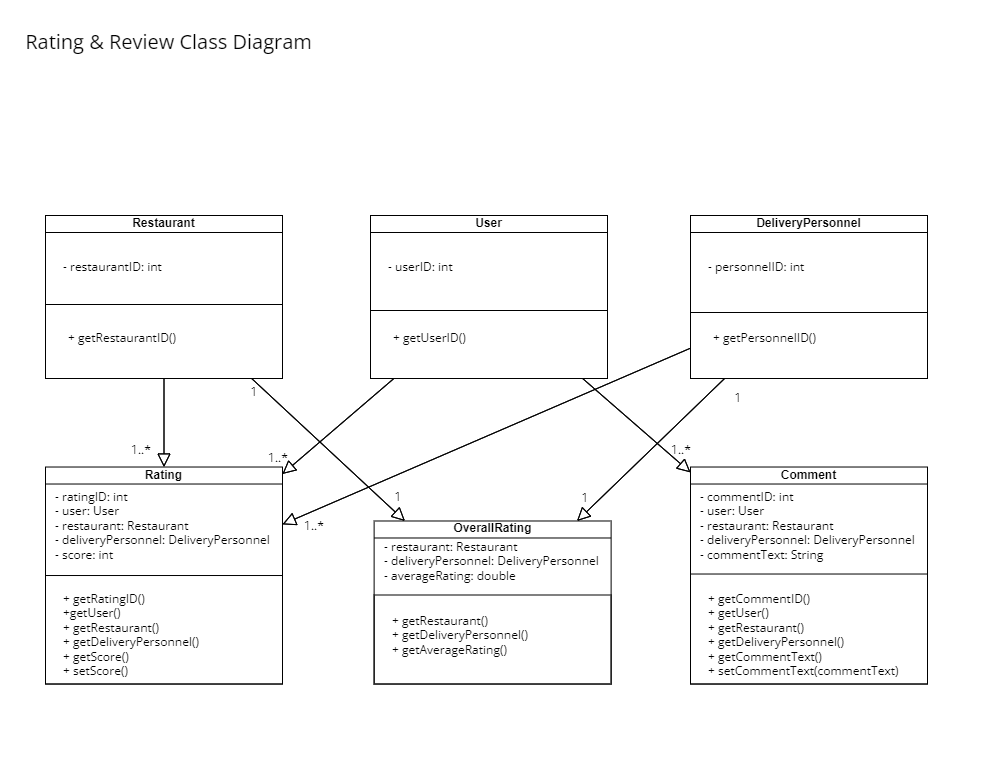 Rating & Review Class Diagram
Restaurant
- restaurantID: int
+ getRestaurantID()
User
- userID: int
+ getUserID()
DeliveryPersonnel
- personnelID: int
+ getPersonnelID()
1
1
1..*
1..*
1..*
1
1
1..*
Rating
- ratingID: int
- user: User
- restaurant: Restaurant
- deliveryPersonnel: DeliveryPersonnel
- score: int
+ getRatingID()
+getUser()
+ getRestaurant()
+ getDeliveryPersonnel()
+ getScore()
+ setScore()
OverallRating
- restaurant: Restaurant
- deliveryPersonnel: DeliveryPersonnel
- averageRating: double
+ getRestaurant()
+ getDeliveryPersonnel()
+ getAverageRating()
Comment
- commentID: int
- user: User
- restaurant: Restaurant
- deliveryPersonnel: DeliveryPersonnel
- commentText: String
+ getCommentID()
+ getUser()
+ getRestaurant()
+ getDeliveryPersonnel()
+ getCommentText()
+ setCommentText(commentText)